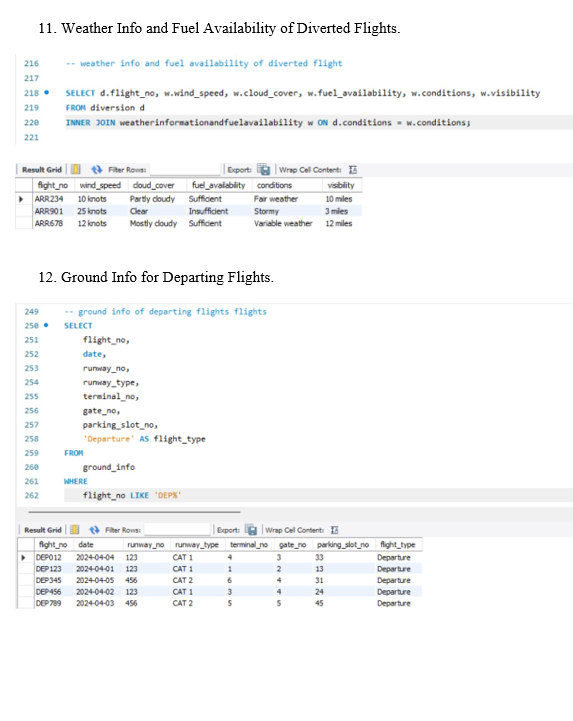 11. Weather Info and Fuel Availability of Diverted Flights.
216 -- weather info and fuel availability of diverted flight
217
218 SELECT d.flight_no, w.wind_speed, w.cloud_cover, w.fuel_availability, w.conditions, w.visibility
219 FROM diversion d
220 INNER JOIN weatherinformationandfuelavailability w ON d.conditions = w.conditions;
221
Result Grid Filter Rows: Export: Wrap Cell Content:
flight_no wind_speed cloud_cover fuel_availability conditions visibility
ARR234 10 knots Partly cloudy Sufficient Fair weather 10 miles
ARR901 25 knots Clear Insufficient Stormy 3 miles
ARR678 12 knots Mostly cloudy Sufficient Variable weather 12 miles
12. Ground Info for Departing Flights.
249 -- ground info of departing flights flights
250 SELECT
251 flight_no,
252 date,
253 runway_no,
254 runway_type,
255 terminal_no,
256 gate_no,
257 parking_slot_no,
258 'Departure' AS flight_type
259 FROM
260 ground_info
261 WHERE
262 flight_no LIKE 'DEP%'
Result Grid Filter Rows: Export: Wrap Cell Content:
flight_no date runway_no runway_type terminal_no gate_no parking_slot_no flight_type
DEP012 2024-04-04 123 CAT 1 4 3 33 Departure
DEP123 2024-04-01 123 CAT 1 1 2 13 Departure
DEP345 2024-04-05 456 CAT 2 6 4 31 Departure
DEP456 2024-04-02 123 CAT 1 3 4 24 Departure
DEP789 2024-04-03 456 CAT 2 5 5 45 Departure